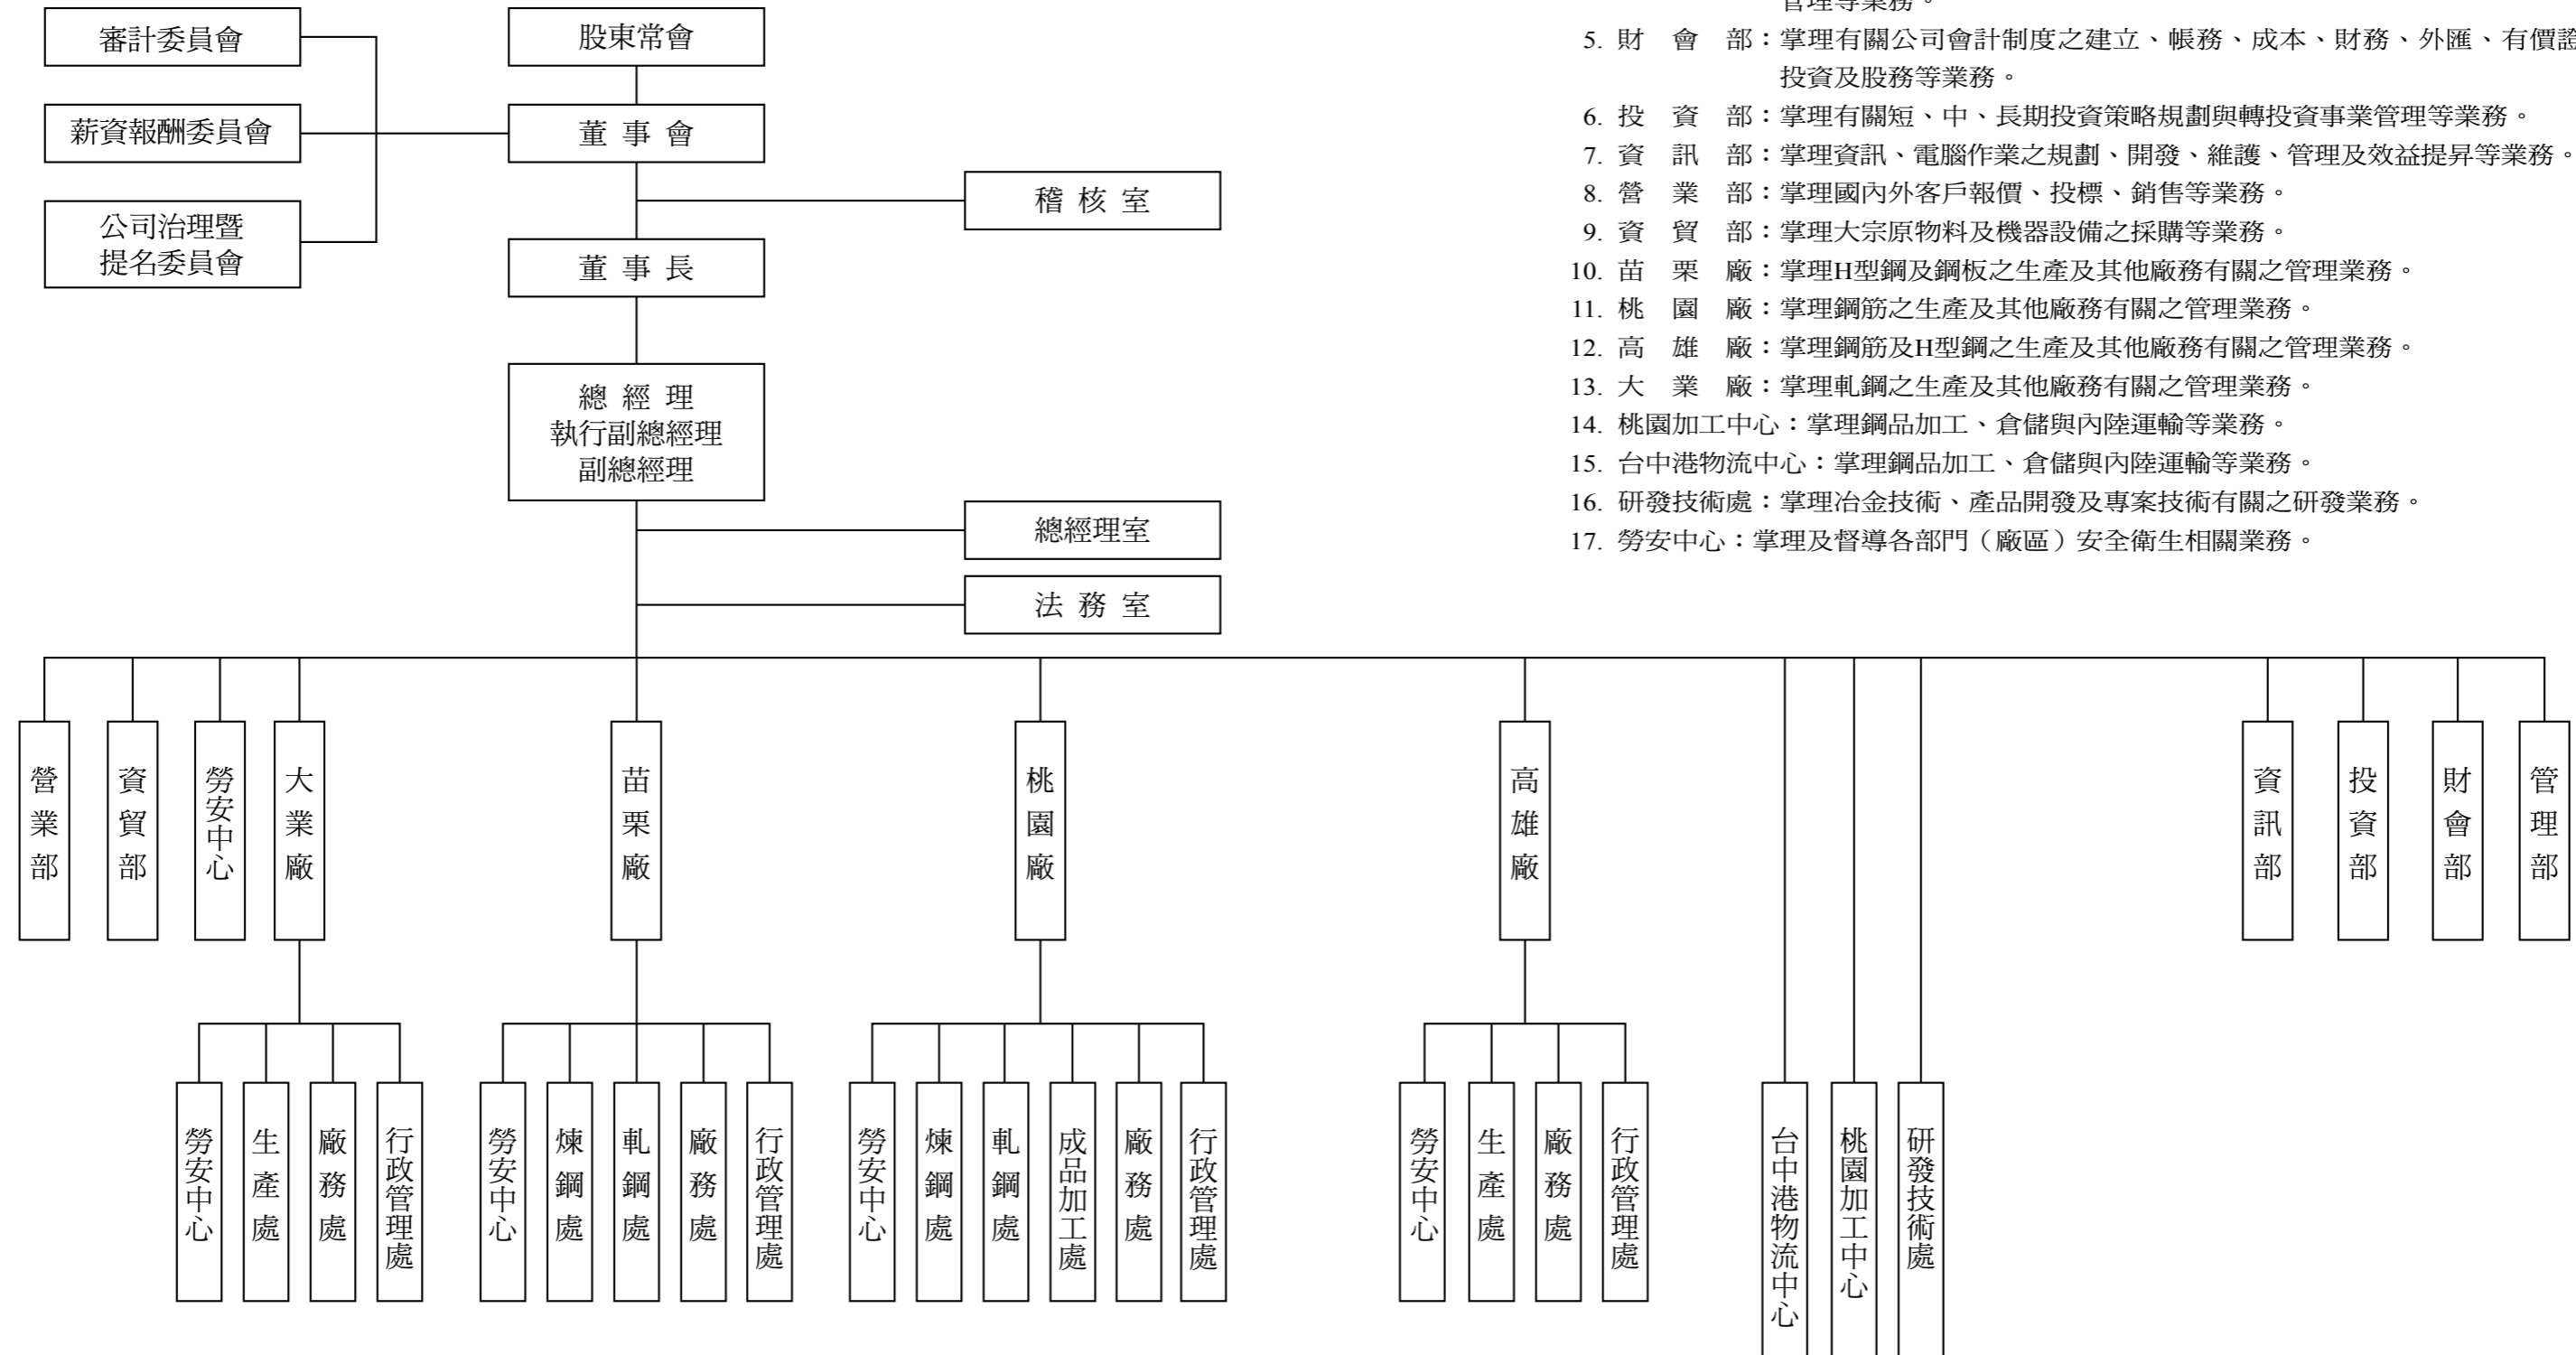 審計委員會
薪資報酬委員會
公司治理暨
提名委員會
股東常會
董 事 會
稽 核 室
董 事 長
總 經 理
執行副總經理
副總經理
總經理室
法 務 室
管理等業務。
5. 財　會　部：掌理有關公司會計制度之建立、帳務、成本、財務、外匯、有價證
投資及股務等業務。
6. 投　資　部：掌理有關短、中、長期投資策略規劃與轉投資事業管理等業務。
7. 資　訊　部：掌理資訊、電腦作業之規劃、開發、維護、管理及效益提昇等業務。
8. 營　業　部：掌理國內外客戶報價、投標、銷售等業務。
9. 資　貿　部：掌理大宗原物料及機器設備之採購等業務。
10. 苗　栗　廠：掌理H型鋼及鋼板之生產及其他廠務有關之管理業務。
11. 桃　園　廠：掌理鋼筋之生產及其他廠務有關之管理業務。
12. 高　雄　廠：掌理鋼筋及H型鋼之生產及其他廠務有關之管理業務。
13. 大　業　廠：掌理軋鋼之生產及其他廠務有關之管理業務。
14. 桃園加工中心：掌理鋼品加工、倉儲與內陸運輸等業務。
15. 台中港物流中心：掌理鋼品加工、倉儲與內陸運輸等業務。
16. 研發技術處：掌理冶金技術、產品開發及專案技術有關之研發業務。
17. 勞安中心：掌理及督導各部門（廠區）安全衛生相關業務。
營業部
資貿部
勞安中心
大業廠
苗栗廠
桃園廠
高雄廠
資訊部
投資部
財會部
管理部
勞安中心
生產處
廠務處
行政管理處
勞安中心
煉鋼處
軋鋼處
廠務處
行政管理處
勞安中心
煉鋼處
軋鋼處
成品加工處
廠務處
行政管理處
勞安中心
生產處
廠務處
行政管理處
台中港物流中心
桃園加工中心
研發技術處